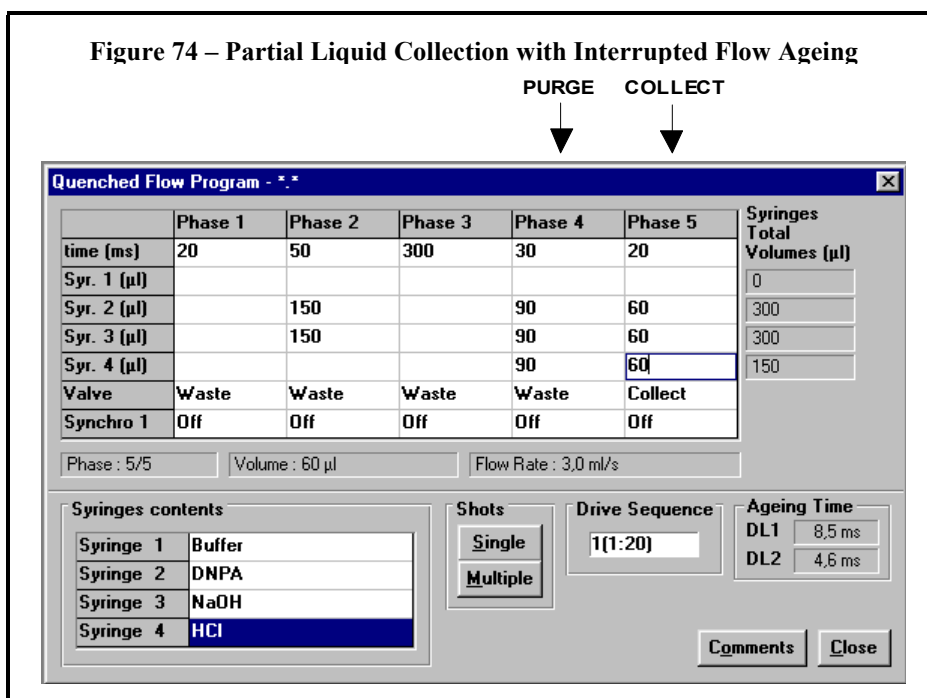 Figure 74 – Partial Liquid Collection with Interrupted Flow Ageing
PURGE COLLECT
Quenched Flow Program - *.*
Phase 1 Phase 2 Phase 3 Phase 4 Phase 5
time (ms) 20 50 300 30 20
Syr. 1 (µl)
Syr. 2 (µl) 150 90 60
Syr. 3 (µl) 150 90 60
Syr. 4 (µl) 90 60
Valve Waste Waste Waste Waste Collect
Synchro 1 Off Off Off Off Off
Syringes
Total
Volumes (µl)
0
300
300
150
Phase : 5/5 Volume : 60 µl Flow Rate : 3,0 ml/s
Syringes contents
Syringe 1 Buffer
Syringe 2 DNPA
Syringe 3 NaOH
Syringe 4 HCl
Shots
Single
Multiple
Drive Sequence
1(1:20)
Ageing Time
DL1 8,5 ms
DL2 4,6 ms
Comments Close